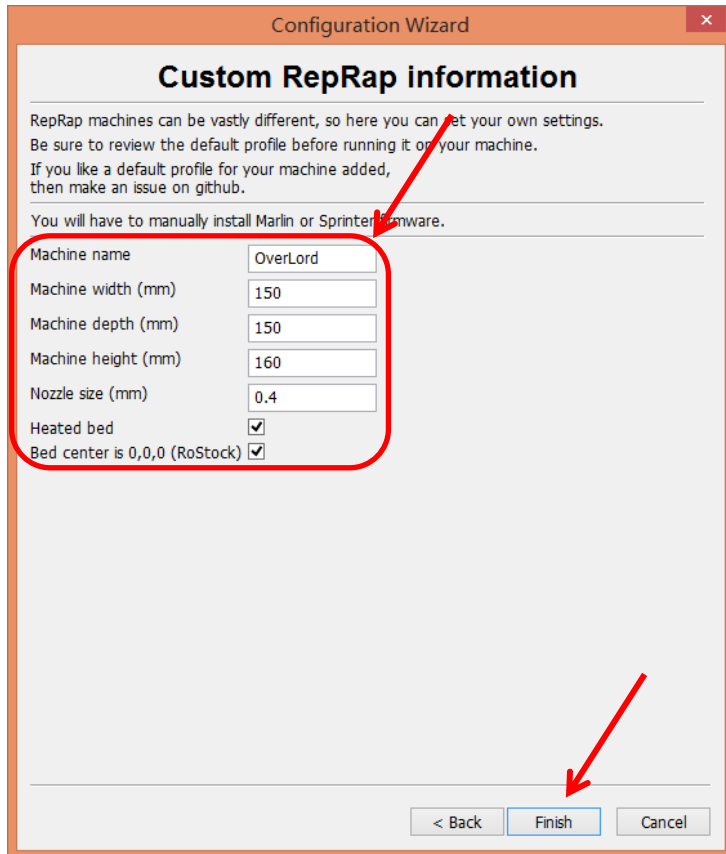 Configuration Wizard
Custom RepRap information
RepRap machines can be vastly different, so here you can set your own settings.
Be sure to review the default profile before running it on your machine.
If you like a default profile for your machine added,
then make an issue on github.
You will have to manually install Marlin or Sprinter firmware.
Machine name OverLord
Machine width (mm) 150
Machine depth (mm) 150
Machine height (mm) 160
Nozzle size (mm) 0.4
Heated bed
Bed center is 0,0,0 (RoStock)
< Back Finish Cancel